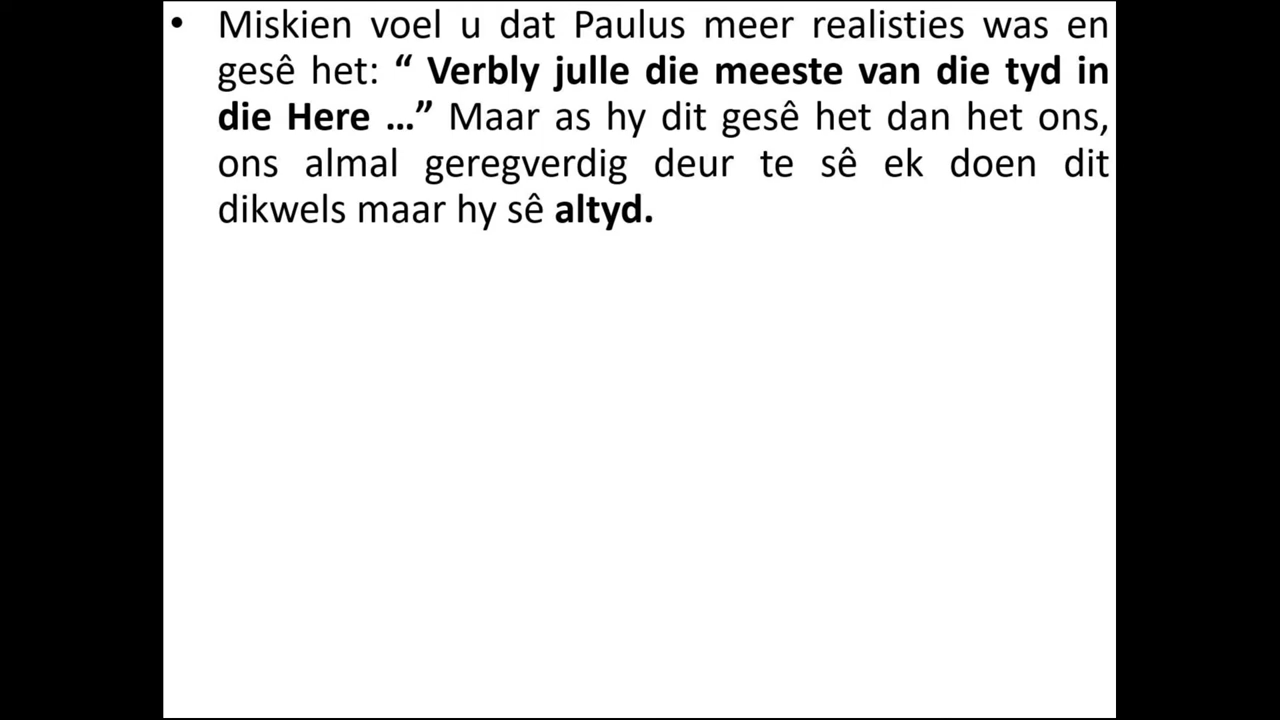 • Miskien voel u dat Paulus meer realisties was en
gesê het: “ Verbly julle die meeste van die tyd in
die Here ...” Maar as hy dit gesê het dan het ons,
ons almal geregverdig deur te sê ek doen dit
dikwels maar hy sê altyd.